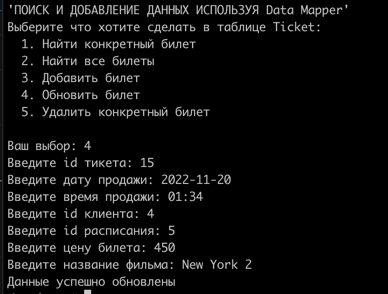 'ПОИСК И ДОБАВЛЕНИЕ ДАННЫХ ИСПОЛЬЗУЯ Data Mapper'
Выберите что хотите сделать в таблице Ticket:
1. Найти конкретный билет
2. Найти все билеты
3. Добавить билет
4. Обновить билет
5. Удалить конкретный билет
Ваш выбор: 4
Введите id тикета: 15
Введите дату продажи: 2022-11-20
Введите время продажи: 01:34
Введите id клиента: 4
Введите id расписания: 5
Введите цену билета: 450
Введите название фильма: New York 2
Данные успешно обновлены